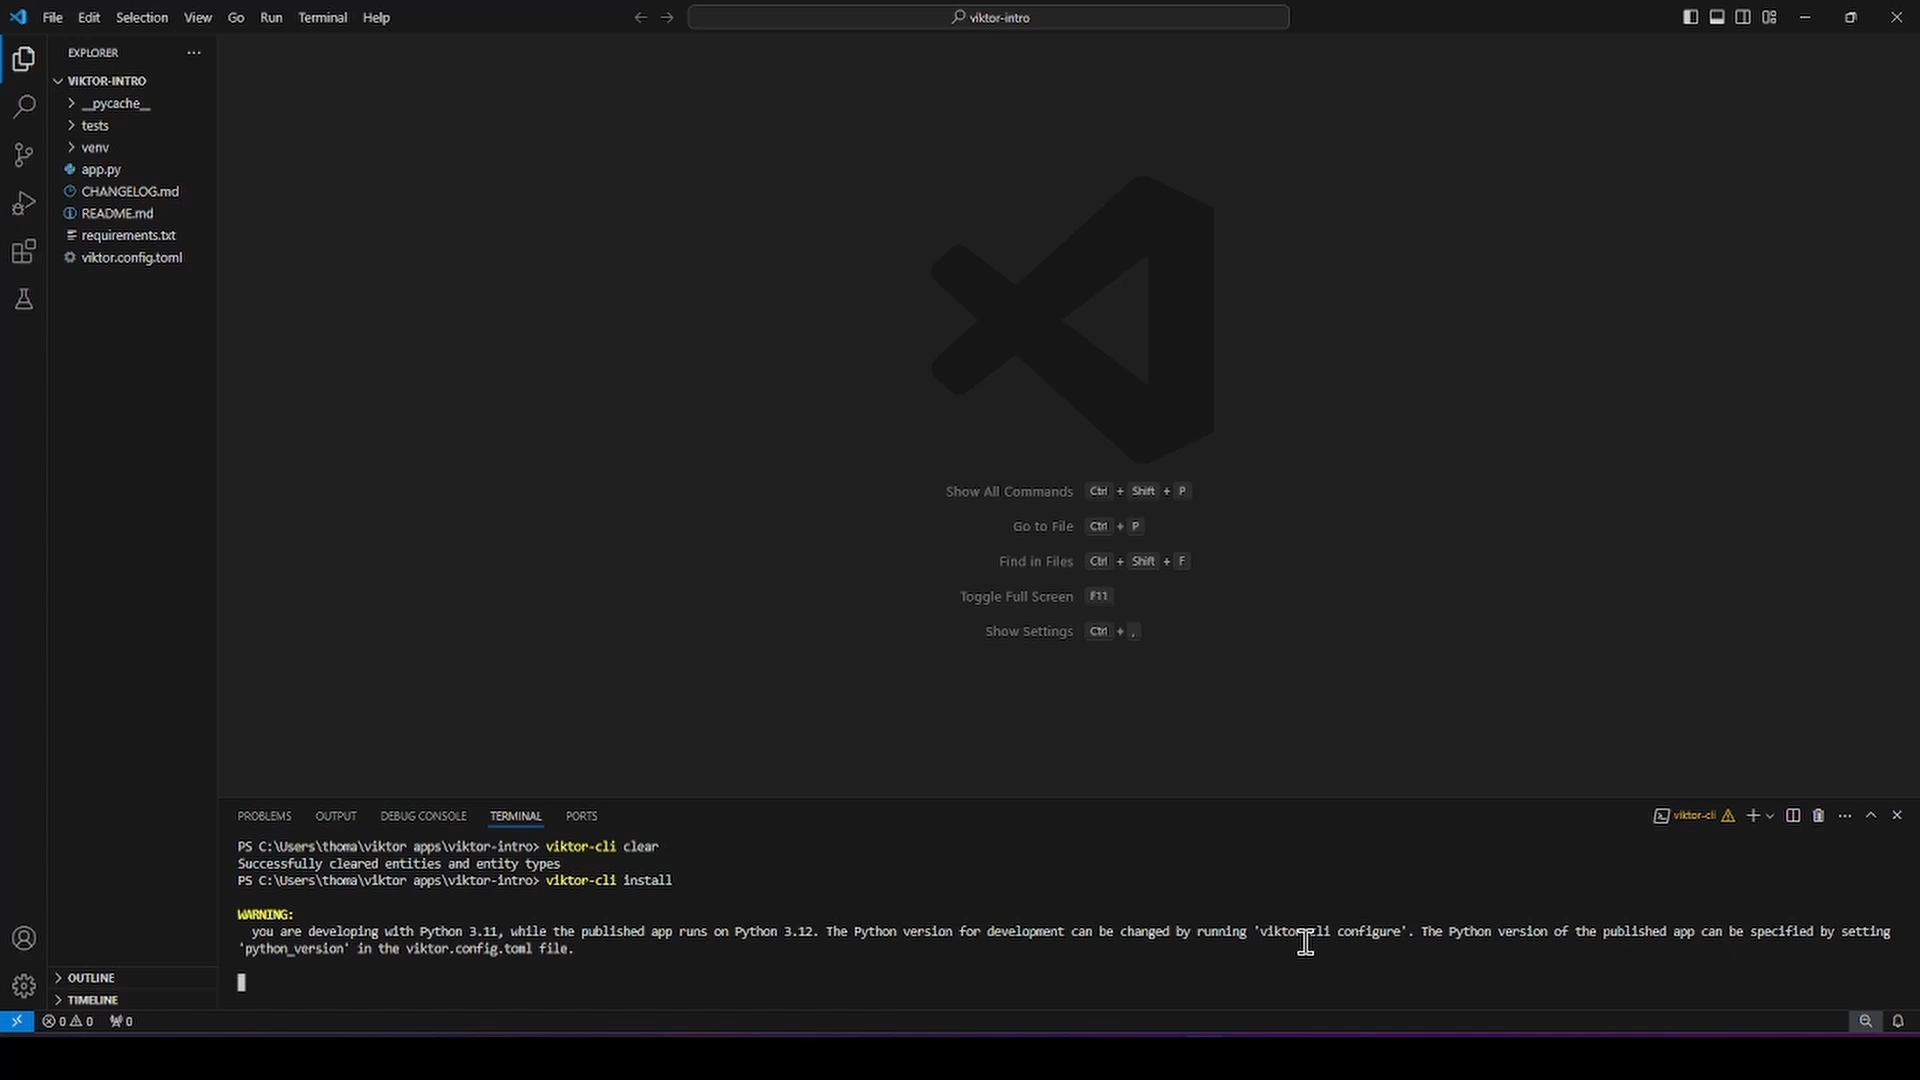 File Edit Selection View Go Run Terminal Help
viktor-intro
EXPLORER
VIKTOR-INTRO
__pycache__
tests
venv
app.py
CHANGELOG.md
README.md
requirements.txt
viktor.config.toml
Show All Commands Ctrl + Shift + P
Go to File Ctrl + P
Find in Files Ctrl + Shift + F
Toggle Full Screen F11
Show Settings Ctrl + ,
PROBLEMS OUTPUT DEBUG CONSOLE TERMINAL PORTS
viktor-cli
PS C:\Users\thoma\viktor apps\viktor-intro> viktor-cli clear
Successfully cleared entities and entity types
PS C:\Users\thoma\viktor apps\viktor-intro> viktor-cli install
WARNING:
you are developing with Python 3.11, while the published app runs on Python 3.12. The Python version for development can be changed by running 'viktor-cli configure'. The Python version of the published app can be specified by setting
'python_version' in the viktor.config.toml file.
OUTLINE
TIMELINE
0 0 0